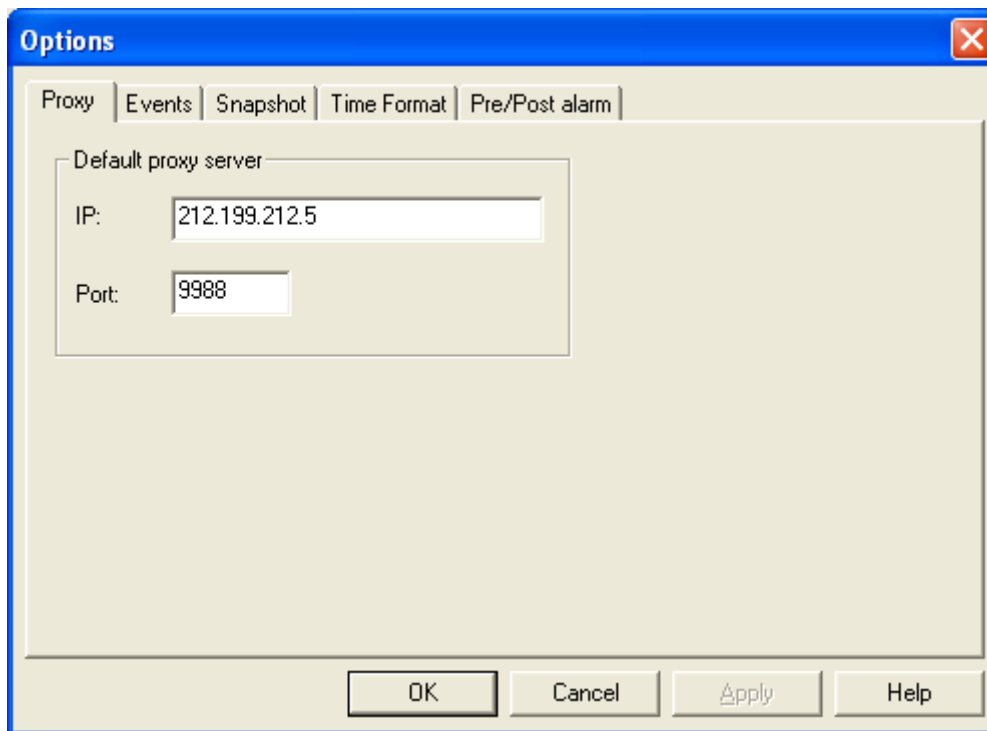 Options
Proxy Events Snapshot Time Format Pre/Post alarm
Default proxy server
IP: 212.199.212.5
Port: 9988
OK Cancel Apply Help